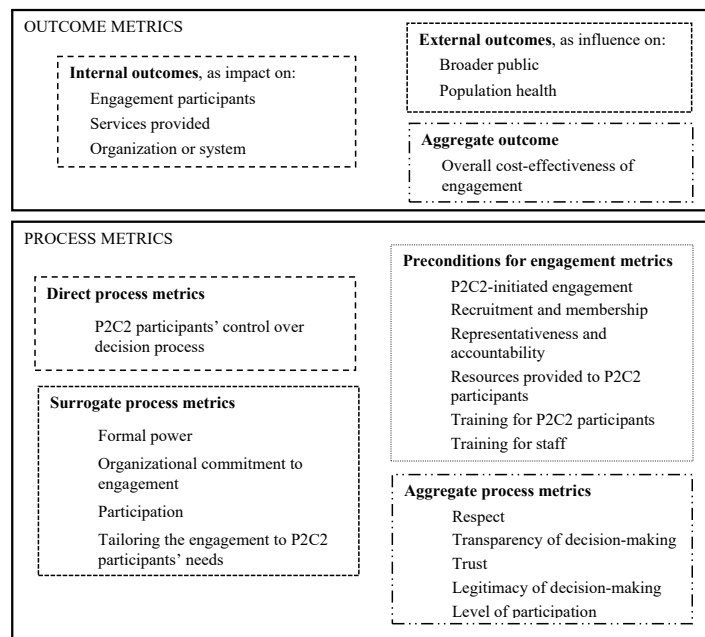 OUTCOME METRICS
Internal outcomes, as impact on:
Engagement participants
Services provided
Organization or system
External outcomes, as influence on:
Broader public
Population health
Aggregate outcome
Overall cost-effectiveness of
engagement
PROCESS METRICS
Direct process metrics
P2C2 participants’ control over
decision process
Surrogate process metrics
Formal power
Organizational commitment to
engagement
Participation
Tailoring the engagement to P2C2
participants’ needs
Preconditions for engagement metrics
P2C2-initiated engagement
Recruitment and membership
Representativeness and
accountability
Resources provided to P2C2
participants
Training for P2C2 participants
Training for staff
Aggregate process metrics
Respect
Transparency of decision-making
Trust
Legitimacy of decision-making
Level of participation